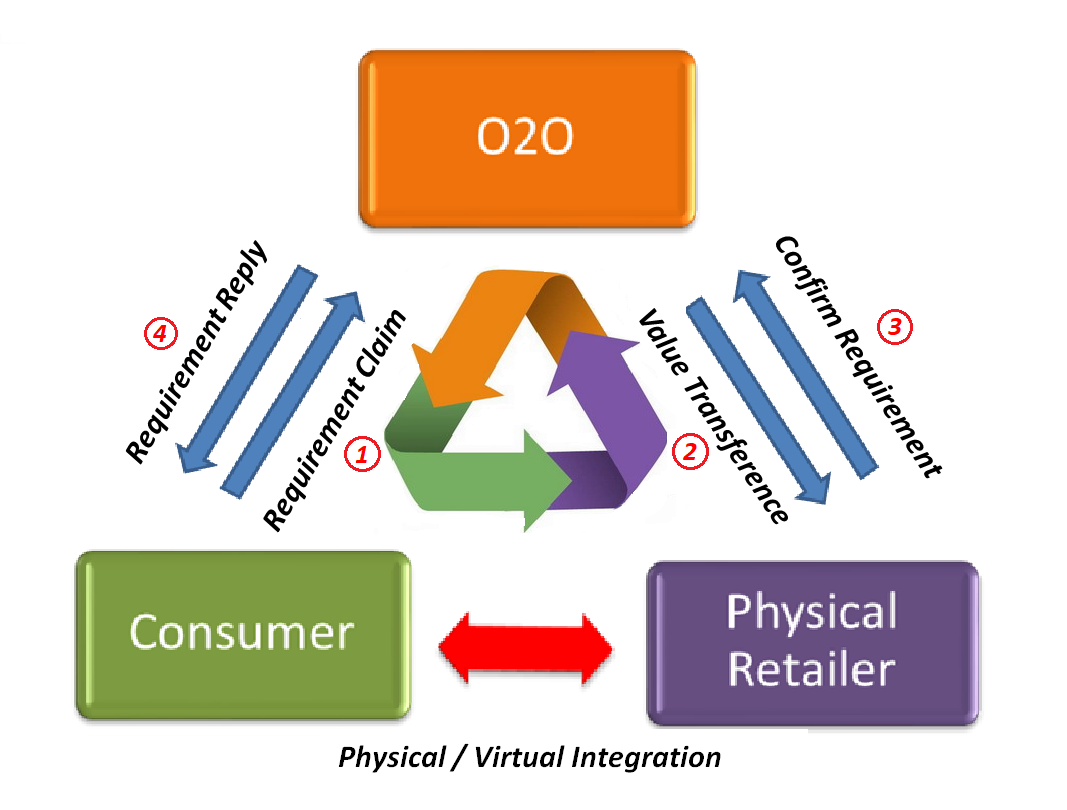 O2O
Requirement Reply
4
Requirement Claim
1
Value Transference
2
Confirm Requirement
3
Consumer
Physical
Retailer
Physical / Virtual Integration